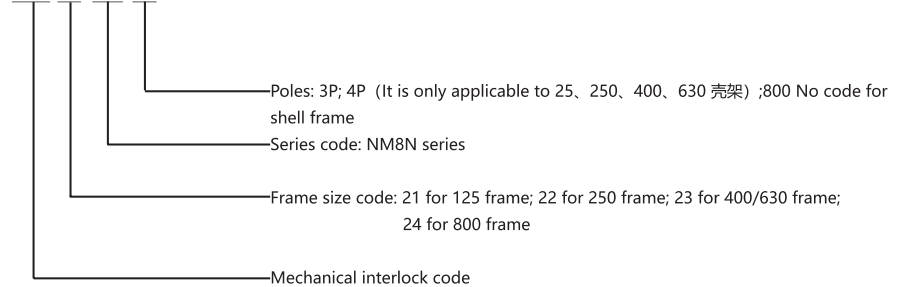 Poles: 3P; 4P（It is only applicable to 25、250、400、630 壳架）;800 No code for
shell frame
Series code: NM8N series
Frame size code: 21 for 125 frame; 22 for 250 frame; 23 for 400/630 frame;
24 for 800 frame
Mechanical interlock code